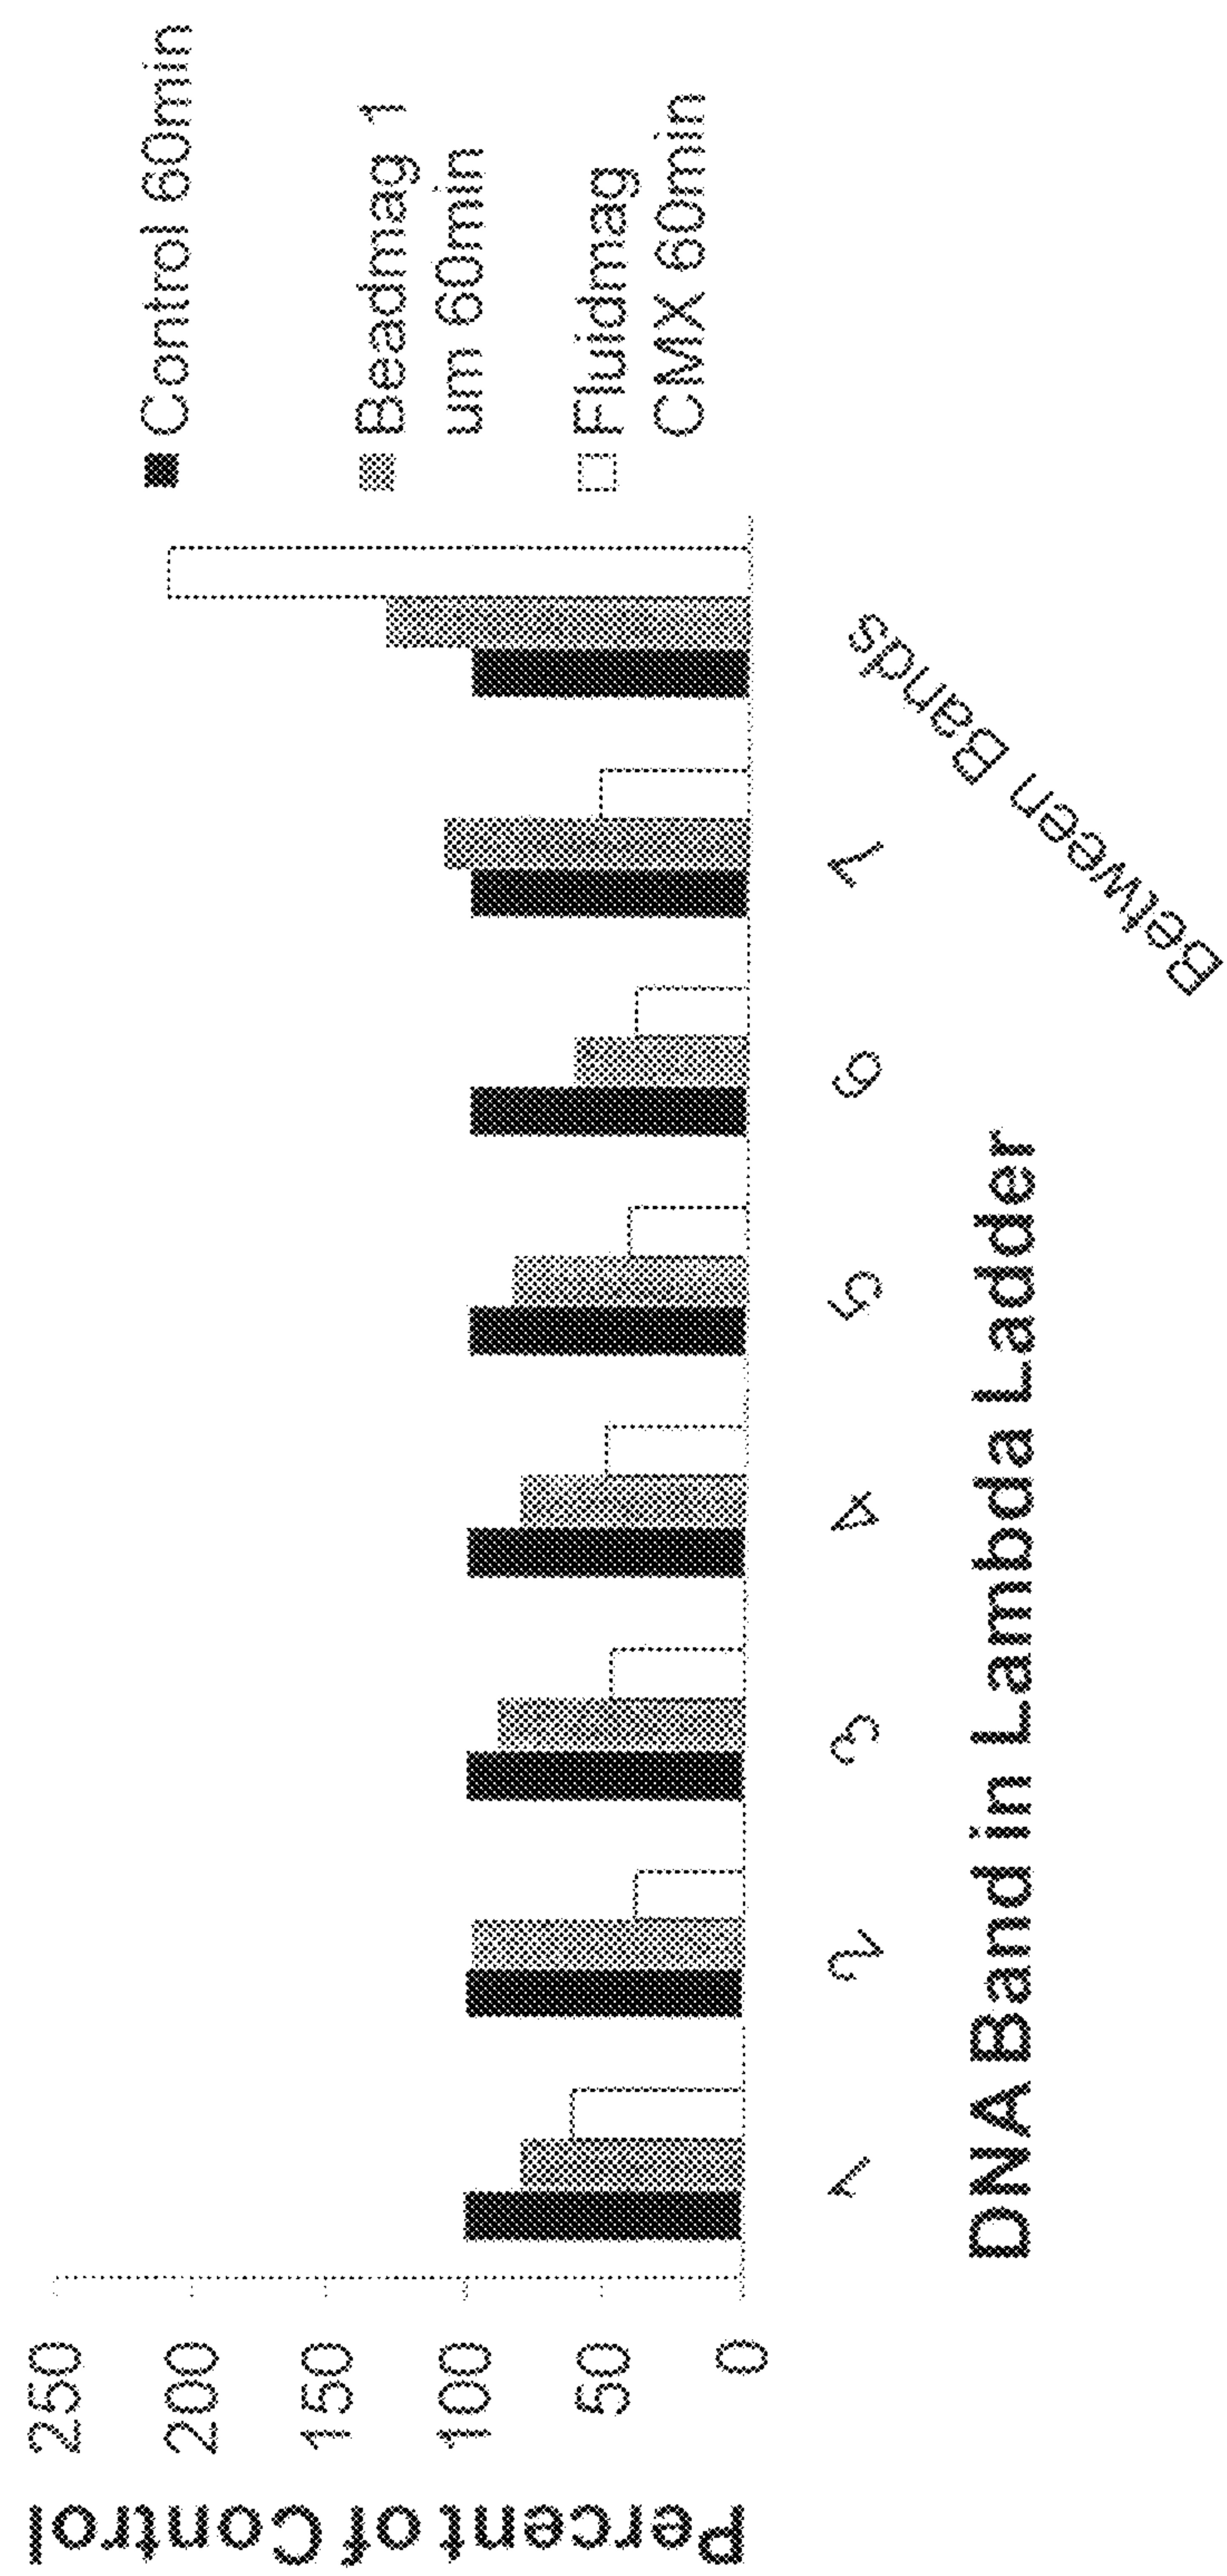 Percent of Control
250
200
150
100
50
0
1
2
3
4
5
6
7
Between Bands
DNA Band in Lambda Ladder
Control 60min
Beadmag 1
um 60min
Fluidmag
CMX 60min